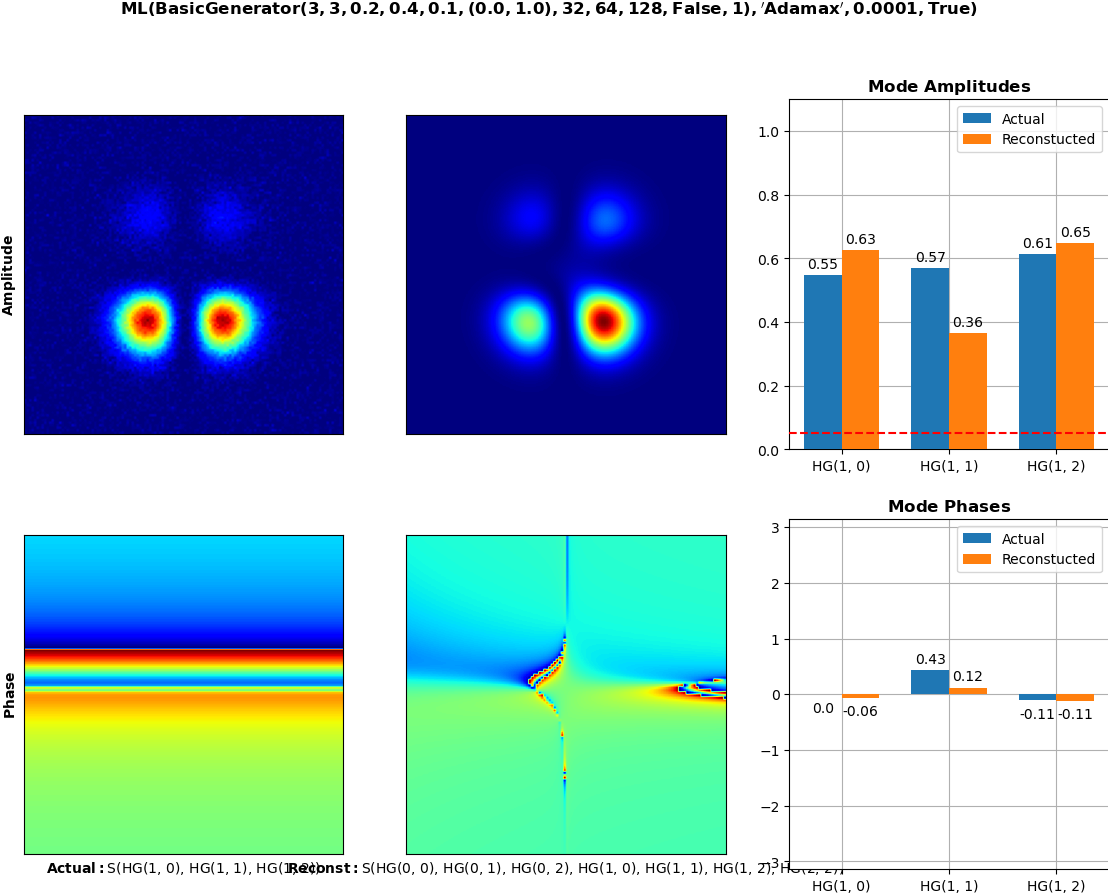 ML(BasicGenerator(3, 3, 0.2, 0.4, 0.1, (0.0, 1.0), 32, 64, 128, False, 1), ′Adamax′, 0.0001, True)
Amplitude
Mode Amplitudes
Actual
Reconstucted
1.0
0.8
0.6
0.4
0.2
0.0
0.55
0.63
0.57
0.36
0.61
0.65
HG(1, 0)
HG(1, 1)
HG(1, 2)
Phase
Mode Phases
Actual
Reconstucted
3
2
1
0
−1
−2
−3
0.0
-0.06
0.43
0.12
-0.11
-0.11
HG(1, 0)
HG(1, 1)
HG(1, 2)
Actual: S(HG(1, 0), HG(1, 1), HG(1, 2))
Reconst: S(HG(0, 0), HG(0, 1), HG(0, 2), HG(1, 0), HG(1, 1), HG(1, 2), HG(2, 2))